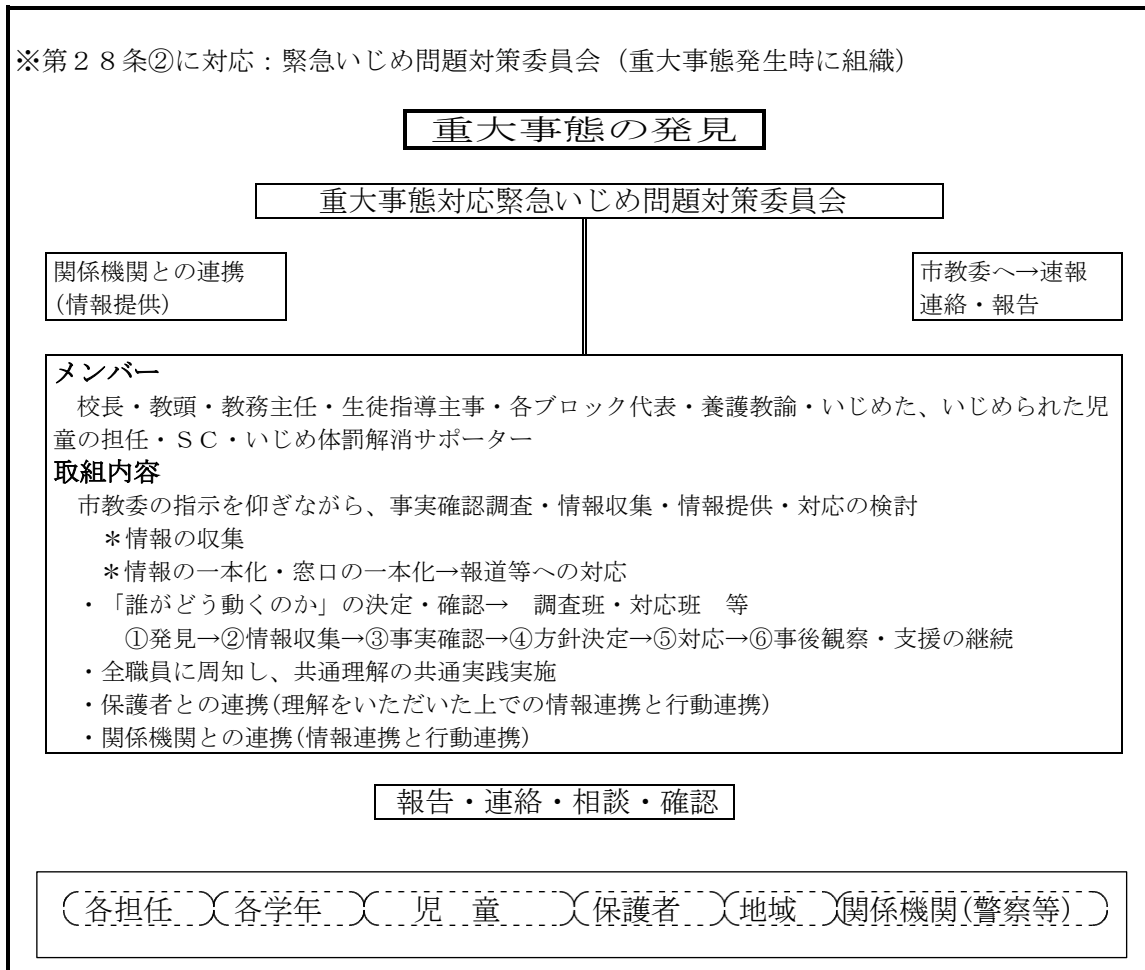 ※第２８条②に対応：緊急いじめ問題対策委員会（重大事態発生時に組織）
重大事態の発見
重大事態対応緊急いじめ問題対策委員会
関係機関との連携
(情報提供)
市教委へ→速報
連絡・報告
メンバー
校長・教頭・教務主任・生徒指導主事・各ブロック代表・養護教諭・いじめた、いじめられた児
童の担任・ＳＣ・いじめ体罰解消サポーター
取組内容
市教委の指示を仰ぎながら、事実確認調査・情報収集・情報提供・対応の検討
＊情報の収集
＊情報の一本化・窓口の一本化→報道等への対応
・「誰がどう動くのか」の決定・確認→　調査班・対応班　等
①発見→②情報収集→③事実確認→④方針決定→⑤対応→⑥事後観察・支援の継続
・全職員に周知し、共通理解の共通実践実施
・保護者との連携(理解をいただいた上での情報連携と行動連携)
・関係機関との連携(情報連携と行動連携)
報告・連絡・相談・確認
各担任　各学年　児　童　保護者　地域　関係機関(警察等)